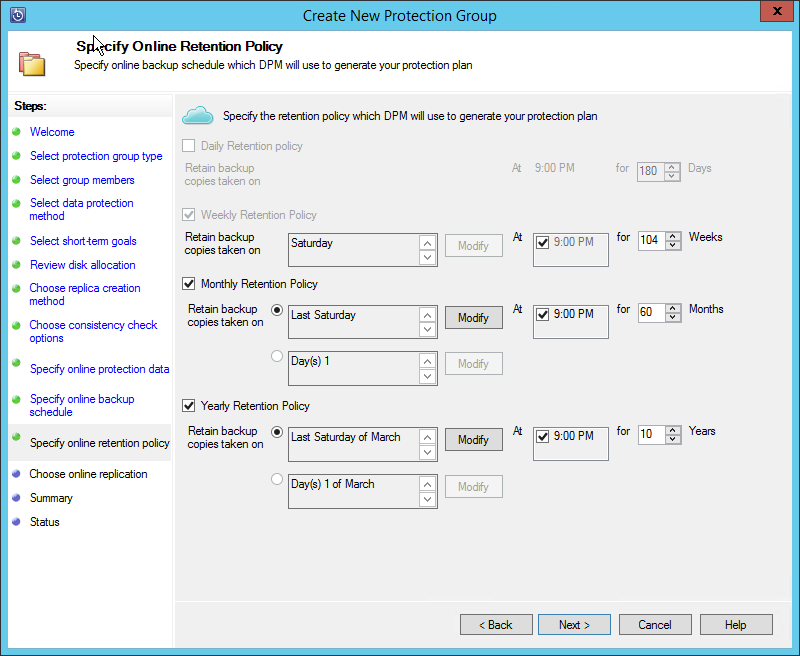 Create New Protection Group
x
Specify Online Retention Policy
Specify online backup schedule which DPM will use to generate your protection plan
Steps:
Welcome
Select protection group type
Select group members
Select data protection
method
Select short-term goals
Review disk allocation
Choose replica creation
method
Choose consistency check
options
Specify online protection data
Specify online backup
schedule
Specify online retention policy
Choose online replication
Summary
Status
Specify the retention policy which DPM will use to generate your protection plan
Daily Retention policy
Retain backup
copies taken on
At 9:00 PM for 180 Days
Weekly Retention Policy
Retain backup
copies taken on
Saturday Modify At 9:00 PM for 104 Weeks
Monthly Retention Policy
Retain backup
copies taken on
Last Saturday Modify At 9:00 PM for 60 Months
Day(s) 1 Modify
Yearly Retention Policy
Retain backup
copies taken on
Last Saturday of March Modify At 9:00 PM for 10 Years
Day(s) 1 of March Modify
< Back Next > Cancel Help